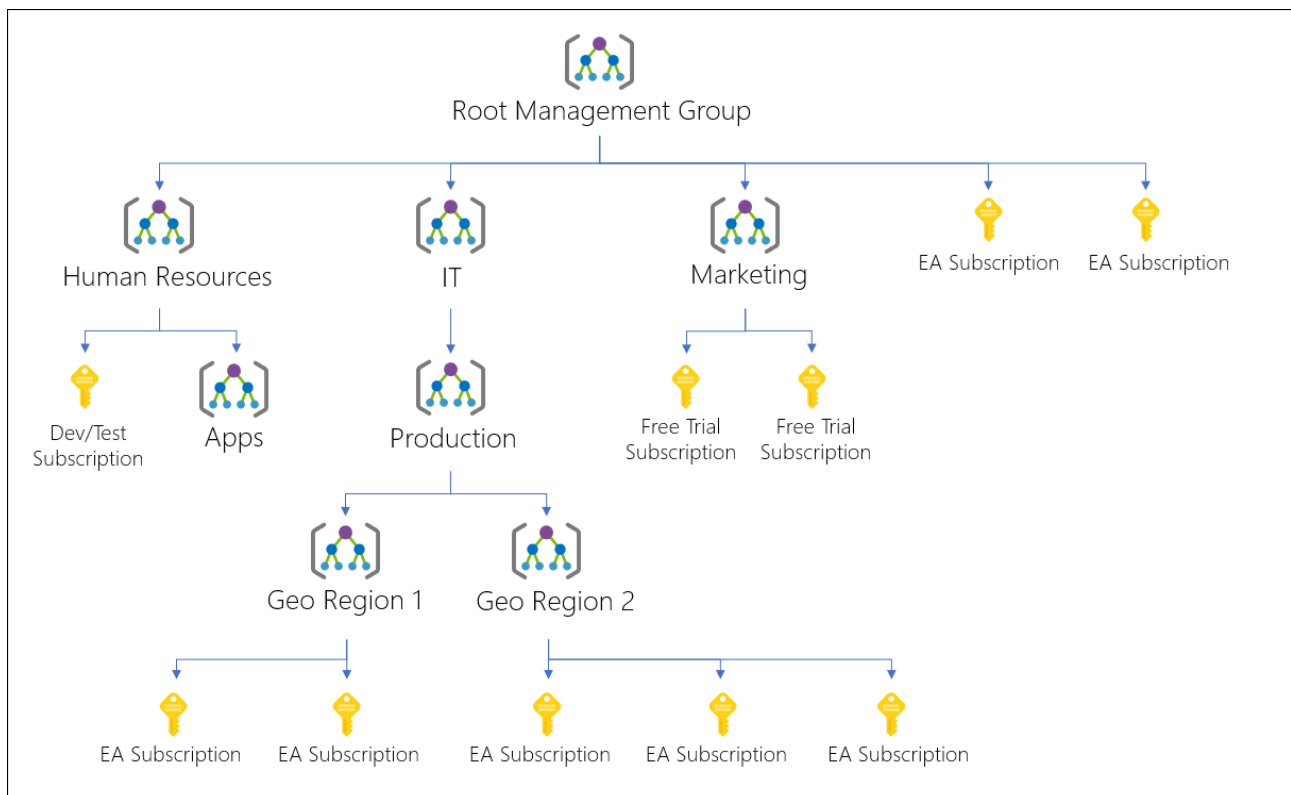 Root Management Group
Human Resources
IT
Marketing
EA Subscription
EA Subscription
Dev/Test
Subscription
Apps
Production
Free Trial
Subscription
Free Trial
Subscription
Geo Region 1
Geo Region 2
EA Subscription
EA Subscription
EA Subscription
EA Subscription
EA Subscription